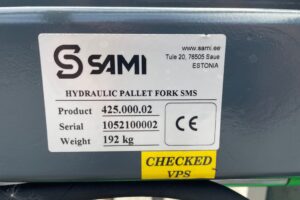 SAMI
www.sami.ee
Tule 20, 76505 Saue
ESTONIA
HYDRAULIC PALLET FORK SMS
Product 425.000.02
Serial 1052100002
Weight 192 kg
CE
CHECKED
VPS